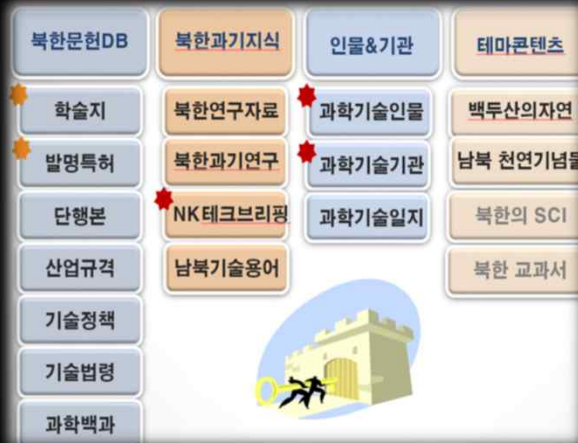 북한문헌DB
학술지
발명특허
단행본
산업규격
기술정책
기술법령
과학백과
북한과기지식
북한연구자료
북한과기연구
NK테크브리핑
남북기술용어
인물&기관
과학기술인물
과학기술기관
과학기술일지
테마콘텐츠
백두산의자연
남북 천연기념물
북한의 SCI
북한 교과서